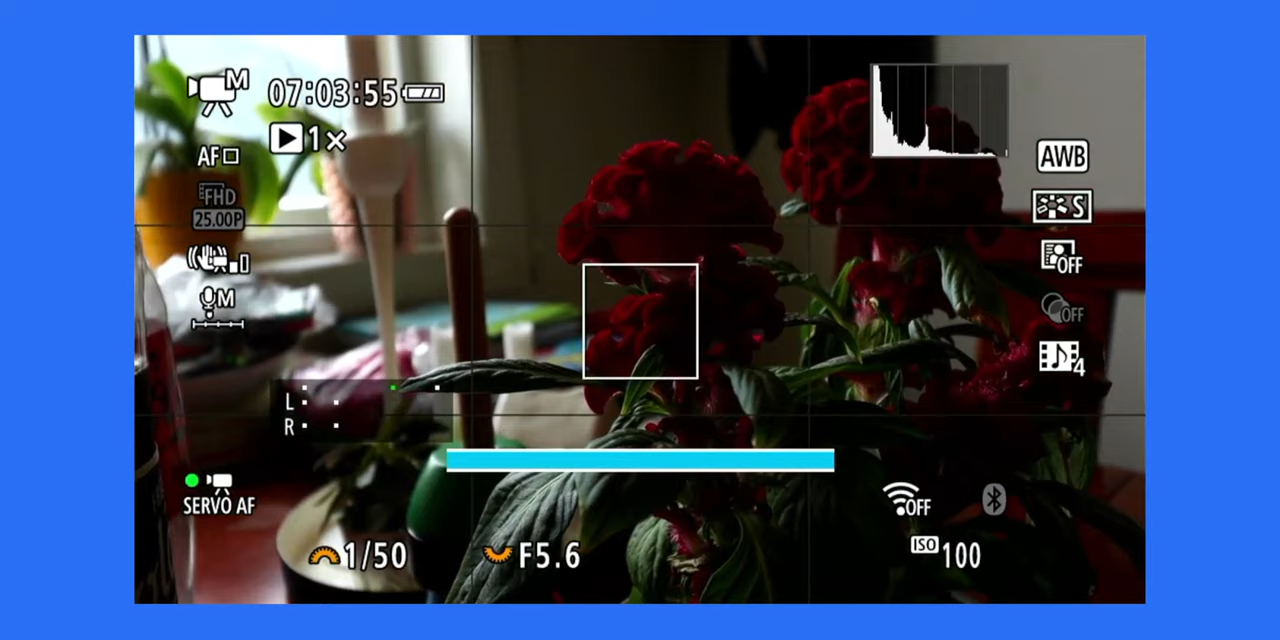 M
07:03:55
1×
AF
FHD
25.00P
M
L
R
SERVO AF
1/50
F5.6
AWB
S
OFF
OFF
4
OFF
ISO 100